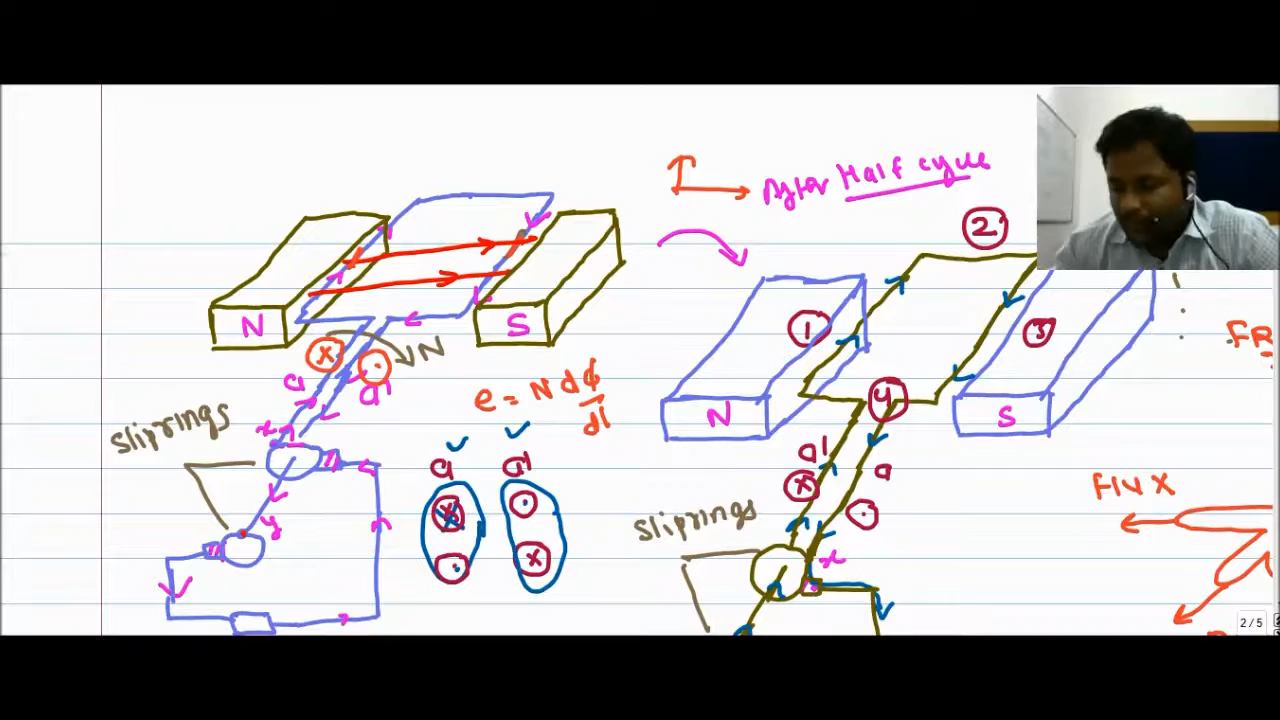 After Half cycle
2
N
S
1
3
FR
x
.
N
a
a'
e = N dϕ/dt
4
N
S
sliprings
x
a
a'
a'
x
a
.
Flux
x
.
.
x
sliprings
y
x
2/5